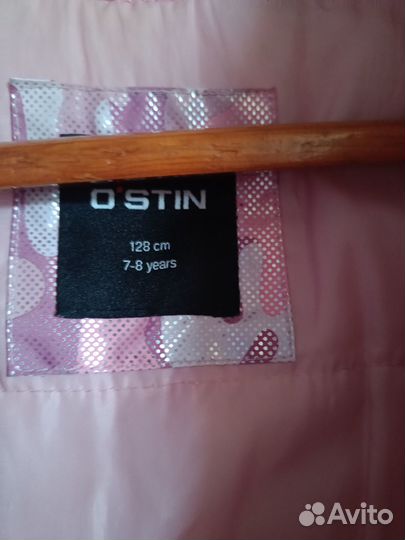 O'STIN
128 cm
7-8 years
Avito